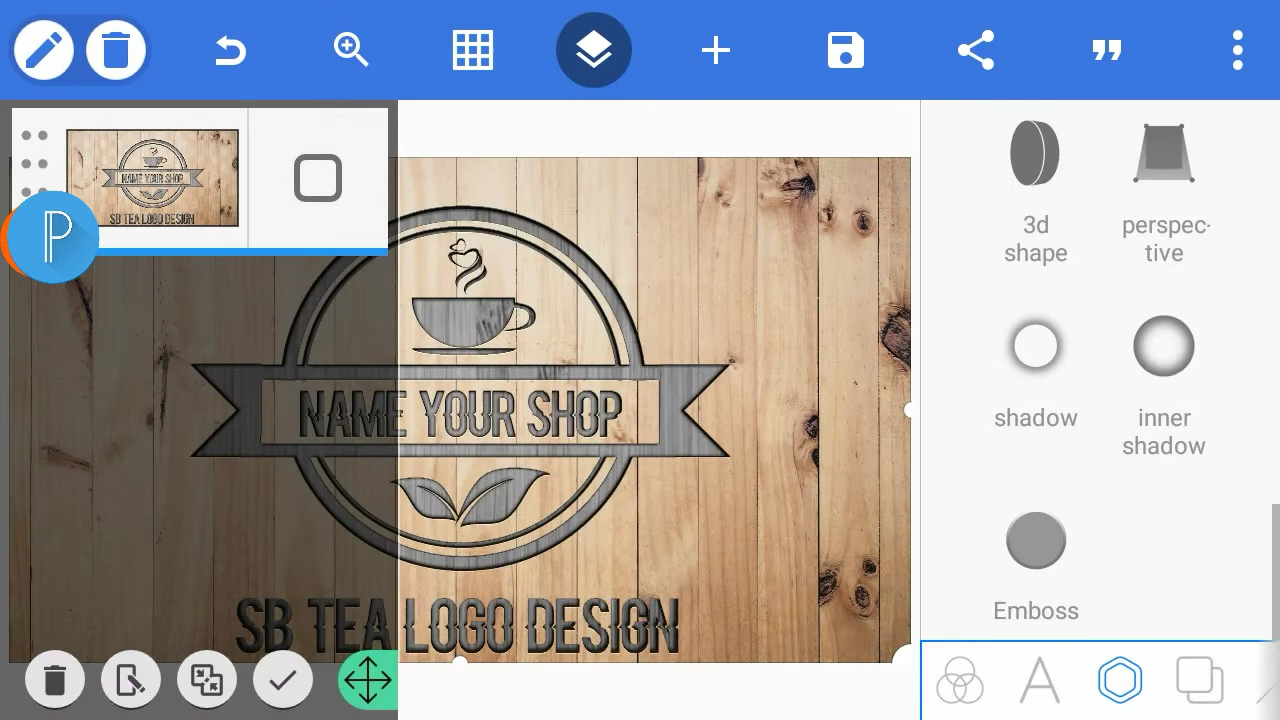 NAME YOUR SHOP
SB TEA LOGO DESIGN
P
NAME YOUR SHOP
SB TEA LOGO DESIGN
3d
shape
perspec-
tive
shadow
inner
shadow
Emboss
A